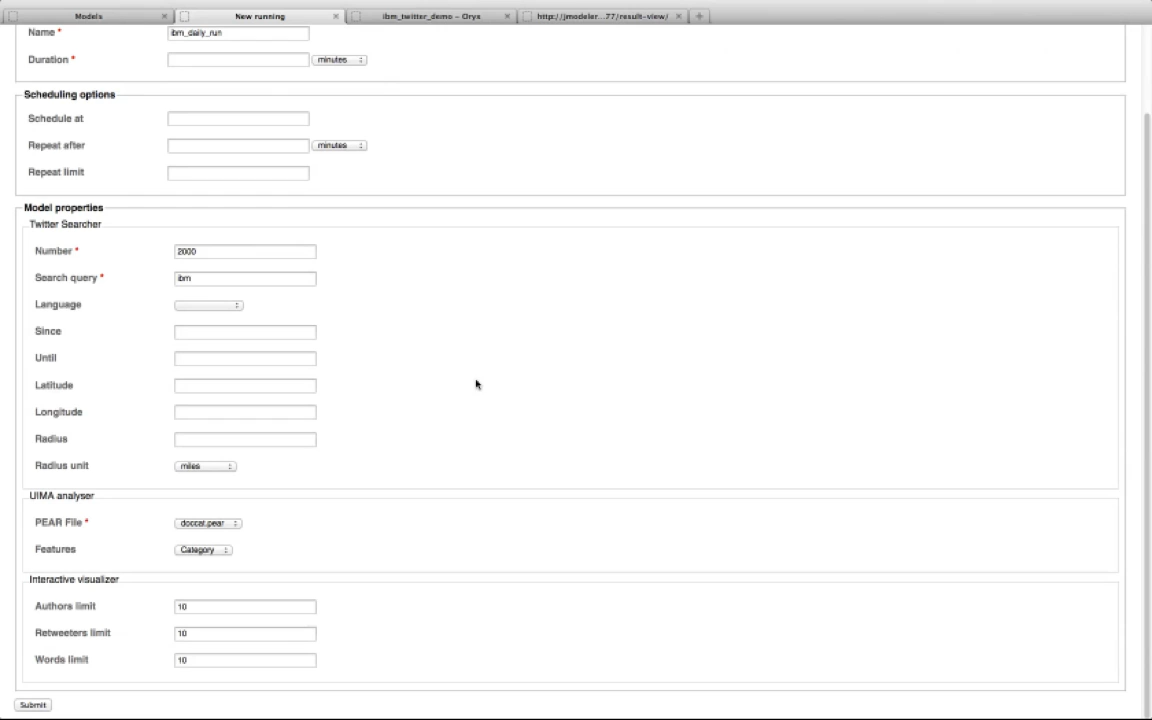 Models New running ibm_twitter_demo - Orys http://jmodeler...77/result-view/
Name * ibm_daily_run
Duration * minutes
Scheduling options
Schedule at
Repeat after minutes
Repeat limit
Model properties
Twitter Searcher
Number * 2000
Search query * ibm
Language
Since
Until
Latitude
Longitude
Radius
Radius unit miles
UIMA analyser
PEAR File * doccat.pear
Features Category
Interactive visualizer
Authors limit 10
Retweeters limit 10
Words limit 10
Submit